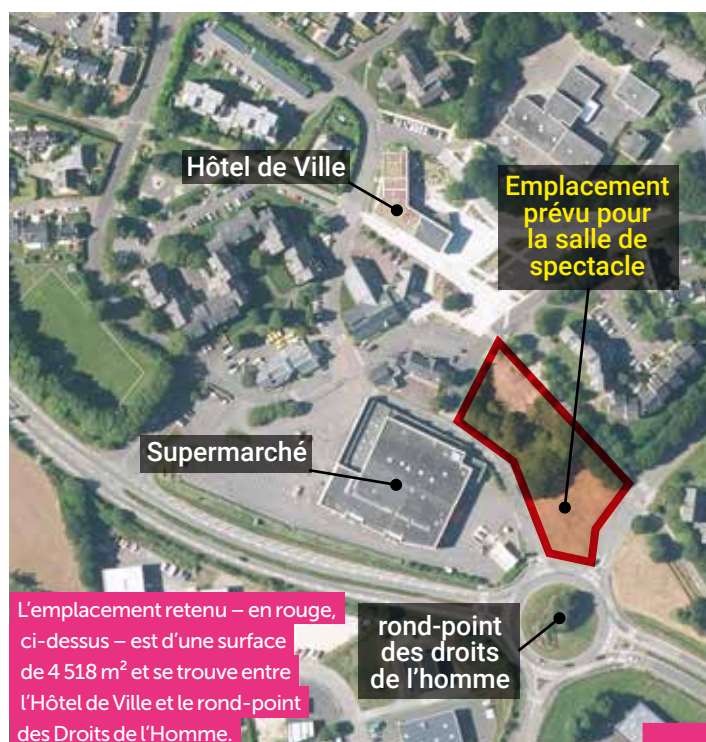 Hôtel de Ville
Emplacement
prévu pour
la salle de
spectacle
Supermarché
rond-point
des droits
de l'homme
L'emplacement retenu – en rouge,
ci-dessus – est d'une surface
de 4 518 m² et se trouve entre
l'Hôtel de Ville et le rond-point
des Droits de l'Homme.